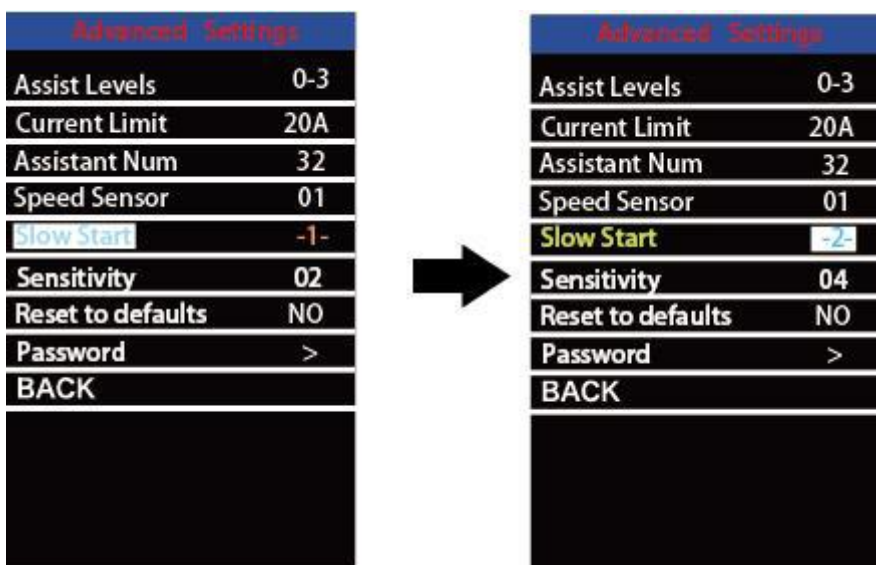 Advanced Settings
Assist Levels 0-3
Current Limit 20A
Assistant Num 32
Speed Sensor 01
Slow Start -1-
Sensitivity 02
Reset to defaults NO
Password >
BACK
Advanced Settings
Assist Levels 0-3
Current Limit 20A
Assistant Num 32
Speed Sensor 01
Slow Start -2-
Sensitivity 04
Reset to defaults NO
Password >
BACK